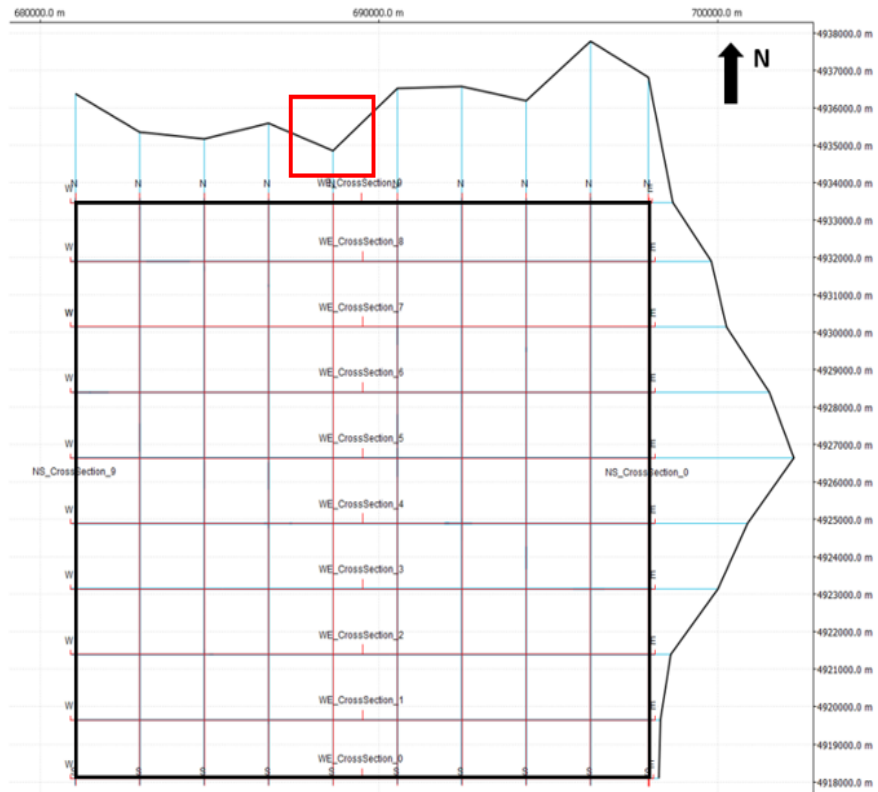 680000.0 m 690000.0 m 700000.0 m
4938000.0 m
N
4937000.0 m
4936000.0 m
4935000.0 m
4934000.0 m
N N N N N N N N N
W E
4933000.0 m
W WE_CrossSection_8 E
4932000.0 m
4931000.0 m
W WE_CrossSection_7 E
4930000.0 m
4929000.0 m
W WE_CrossSection_6 E
4928000.0 m
4927000.0 m
W WE_CrossSection_5 E
NS_CrossSection_9 NS_CrossSection_0
4926000.0 m
W WE_CrossSection_4 E
4925000.0 m
4924000.0 m
W WE_CrossSection_3 E
4923000.0 m
4922000.0 m
W WE_CrossSection_2 E
4921000.0 m
W WE_CrossSection_1 E
4920000.0 m
4919000.0 m
W WE_CrossSection_0 E
4918000.0 m
S S S S S S S S